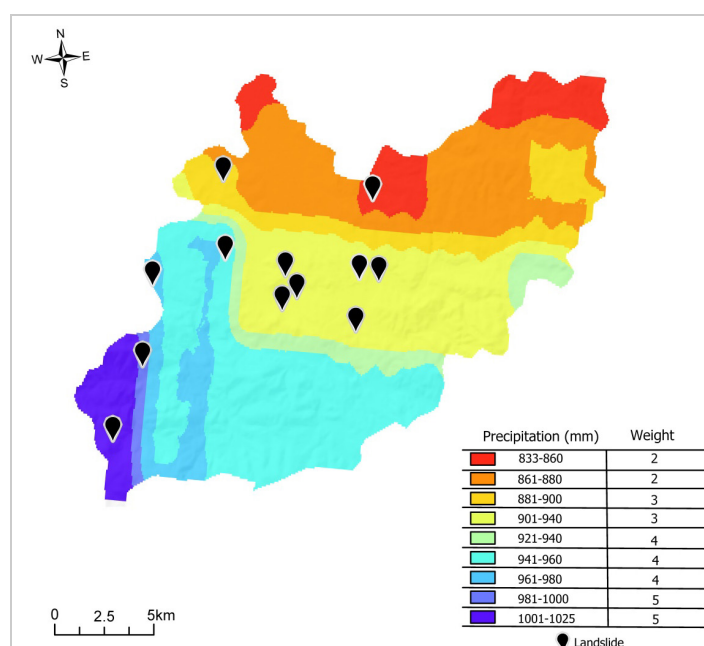 N
W E
S
Precipitation (mm) Weight
833-860 2
861-880 2
881-900 3
901-940 3
921-940 4
941-960 4
961-980 4
981-1000 5
1001-1025 5
Landslide
0 2.5 5km